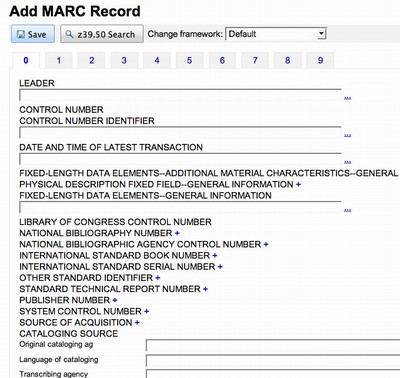 Add MARC Record
Save z39.50 Search Change framework: Default
0 1 2 3 4 5 6 7 8 9
LEADER
...
CONTROL NUMBER
CONTROL NUMBER IDENTIFIER
...
DATE AND TIME OF LATEST TRANSACTION
...
FIXED-LENGTH DATA ELEMENTS--ADDITIONAL MATERIAL CHARACTERISTICS--GENERAL
PHYSICAL DESCRIPTION FIXED FIELD--GENERAL INFORMATION +
FIXED-LENGTH DATA ELEMENTS--GENERAL INFORMATION
...
LIBRARY OF CONGRESS CONTROL NUMBER
NATIONAL BIBLIOGRAPHY NUMBER +
NATIONAL BIBLIOGRAPHIC AGENCY CONTROL NUMBER +
INTERNATIONAL STANDARD BOOK NUMBER +
INTERNATIONAL STANDARD SERIAL NUMBER +
OTHER STANDARD IDENTIFIER +
STANDARD TECHNICAL REPORT NUMBER +
PUBLISHER NUMBER +
SYSTEM CONTROL NUMBER +
SOURCE OF ACQUISITION +
CATALOGING SOURCE
Original cataloging ag
Language of cataloging
Transcribing agency